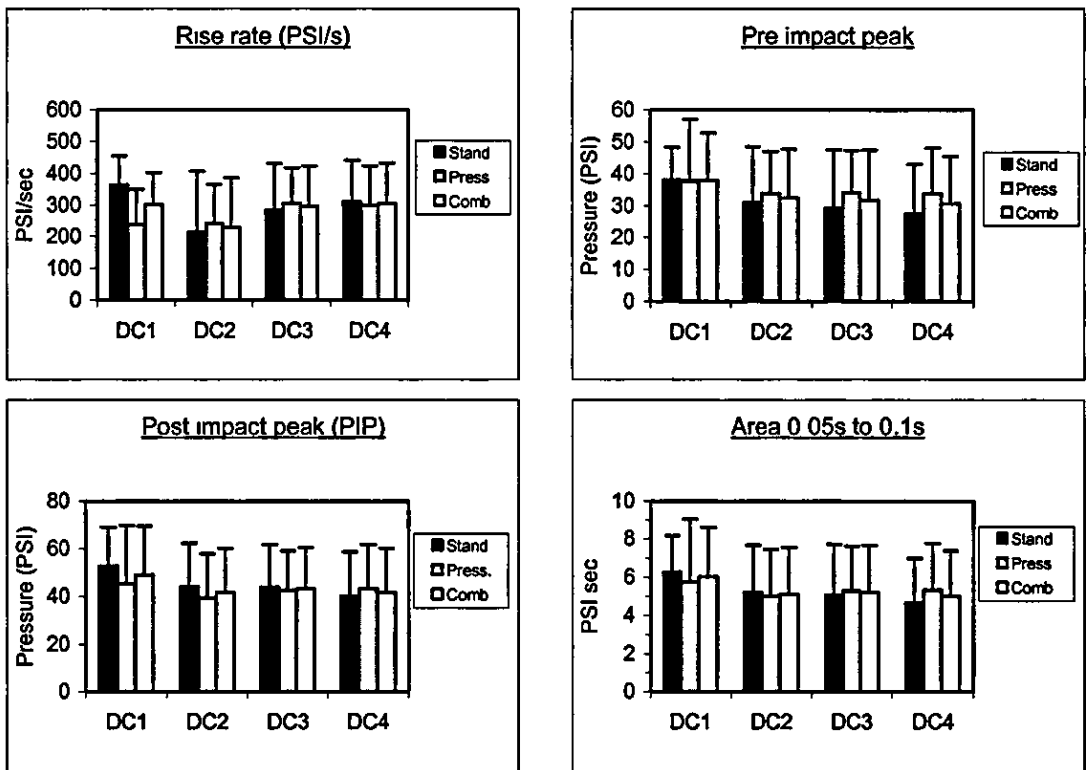 Rise rate (PSI/s)
PSI/sec
600
500
400
300
200
100
0
DC1 DC2 DC3 DC4
Stand
Press
Comb
Pre impact peak
Pressure (PSI)
60
50
40
30
20
10
0
DC1 DC2 DC3 DC4
Stand
Press
Comb
Post impact peak (PIP)
Pressure (PSI)
80
60
40
20
0
DC1 DC2 DC3 DC4
Stand
Press.
Comb
Area 0 05s to 0.1s
PSI sec
10
8
6
4
2
0
DC1 DC2 DC3 DC4
Stand
Press
Comb